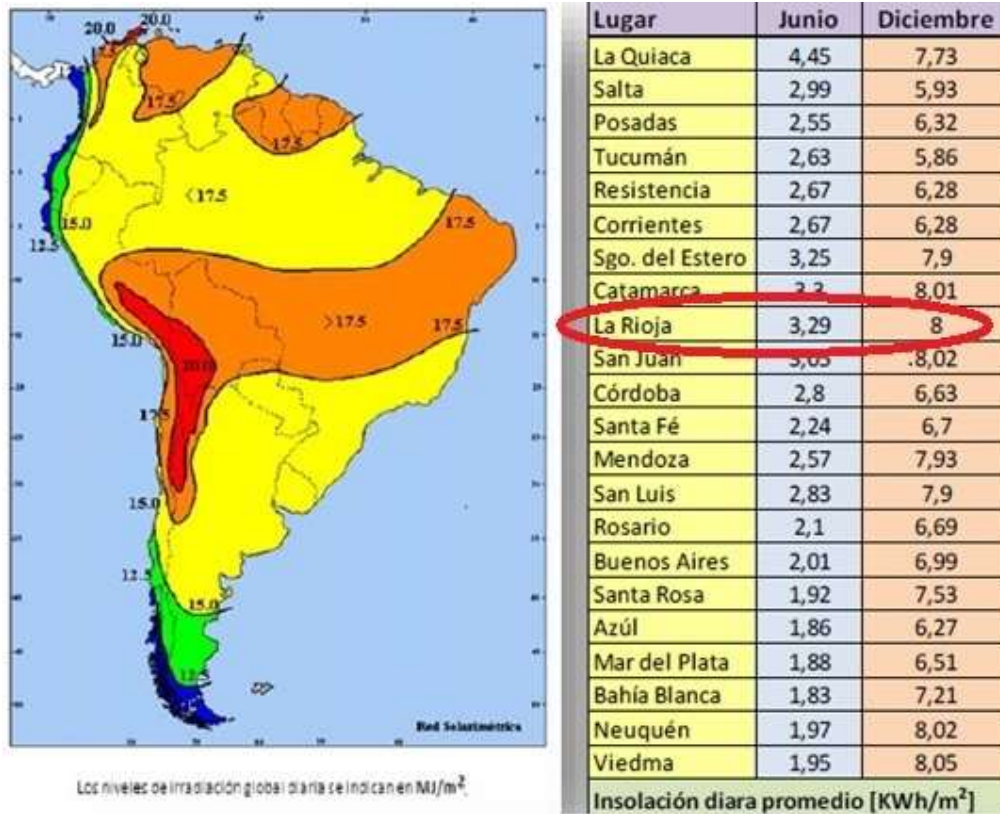 20.0
20.0
17.5
17.5
17.5
<17.5
15.0
12.5
17.5
>17.5
17.5
15.0
20.0
17.5
15.0
12.5
15.0
12.5
Red Solarimétrica
Los niveles de irradiación global diaria se indican en MJ/m².
Lugar Junio Diciembre
La Quiaca 4,45 7,73
Salta 2,99 5,93
Posadas 2,55 6,32
Tucumán 2,63 5,86
Resistencia 2,67 6,28
Corrientes 2,67 6,28
Sgo. del Estero 3,25 7,9
Catamarca 3,3 8,01
La Rioja 3,29 8
San Juan 3,05 .8,02
Córdoba 2,8 6,63
Santa Fé 2,24 6,7
Mendoza 2,57 7,93
San Luis 2,83 7,9
Rosario 2,1 6,69
Buenos Aires 2,01 6,99
Santa Rosa 1,92 7,53
Azúl 1,86 6,27
Mar del Plata 1,88 6,51
Bahía Blanca 1,83 7,21
Neuquén 1,97 8,02
Viedma 1,95 8,05
Insolación diara promedio [KWh/m²]